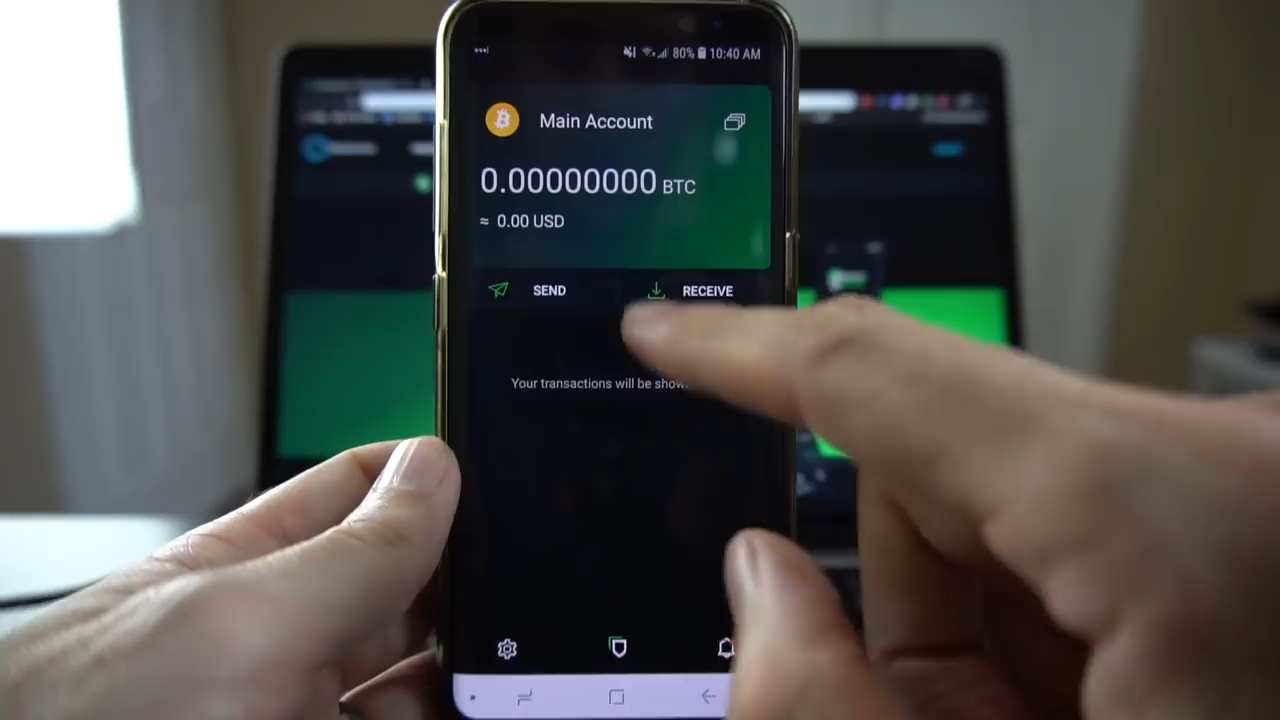 80% 10:40 AM
Main Account
0.00000000 BTC
≈ 0.00 USD
SEND RECEIVE
Your transactions will be show